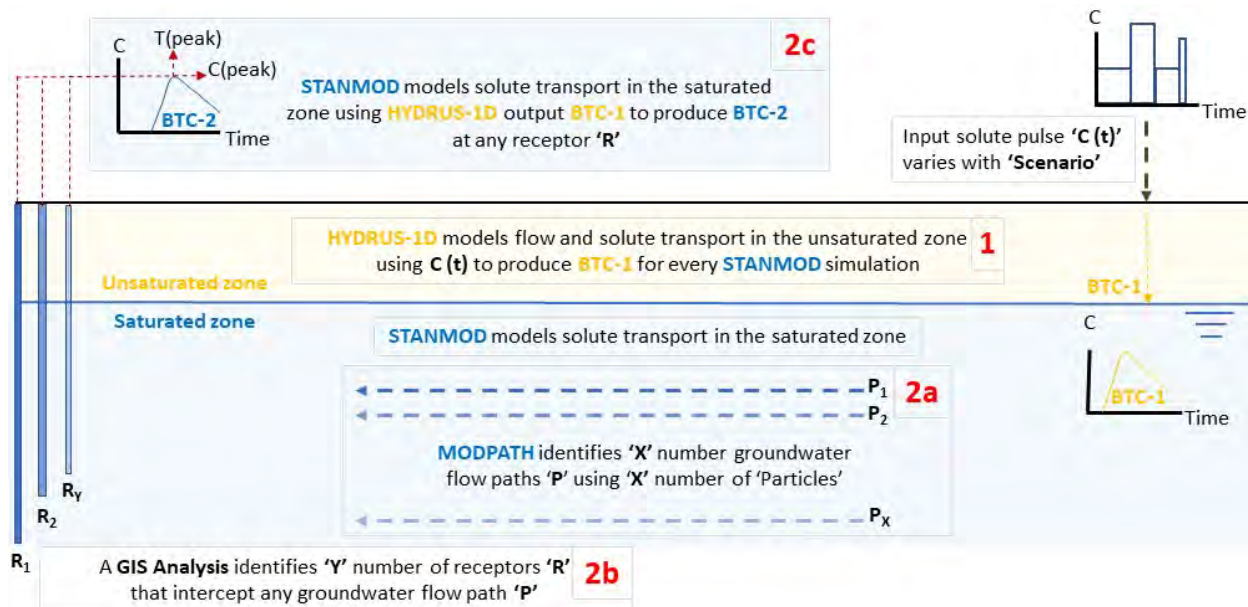 C
T(peak)
C(peak)
BTC-2
Time
2c
STANMOD models solute transport in the saturated
zone using HYDRUS-1D output BTC-1 to produce BTC-2
at any receptor ‘R’
C
Time
Input solute pulse ‘C (t)’
varies with ‘Scenario’
HYDRUS-1D models flow and solute transport in the unsaturated zone
using C (t) to produce BTC-1 for every STANMOD simulation
1
Unsaturated zone
BTC-1
Saturated zone
STANMOD models solute transport in the saturated zone
C
BTC-1
Time
P1
P2
2a
MODPATH identifies ‘X’ number groundwater
flow paths ‘P’ using ‘X’ number of ‘Particles’
PX
RY
R2
R1
A GIS Analysis identifies ‘Y’ number of receptors ‘R’
that intercept any groundwater flow path ‘P’
2b